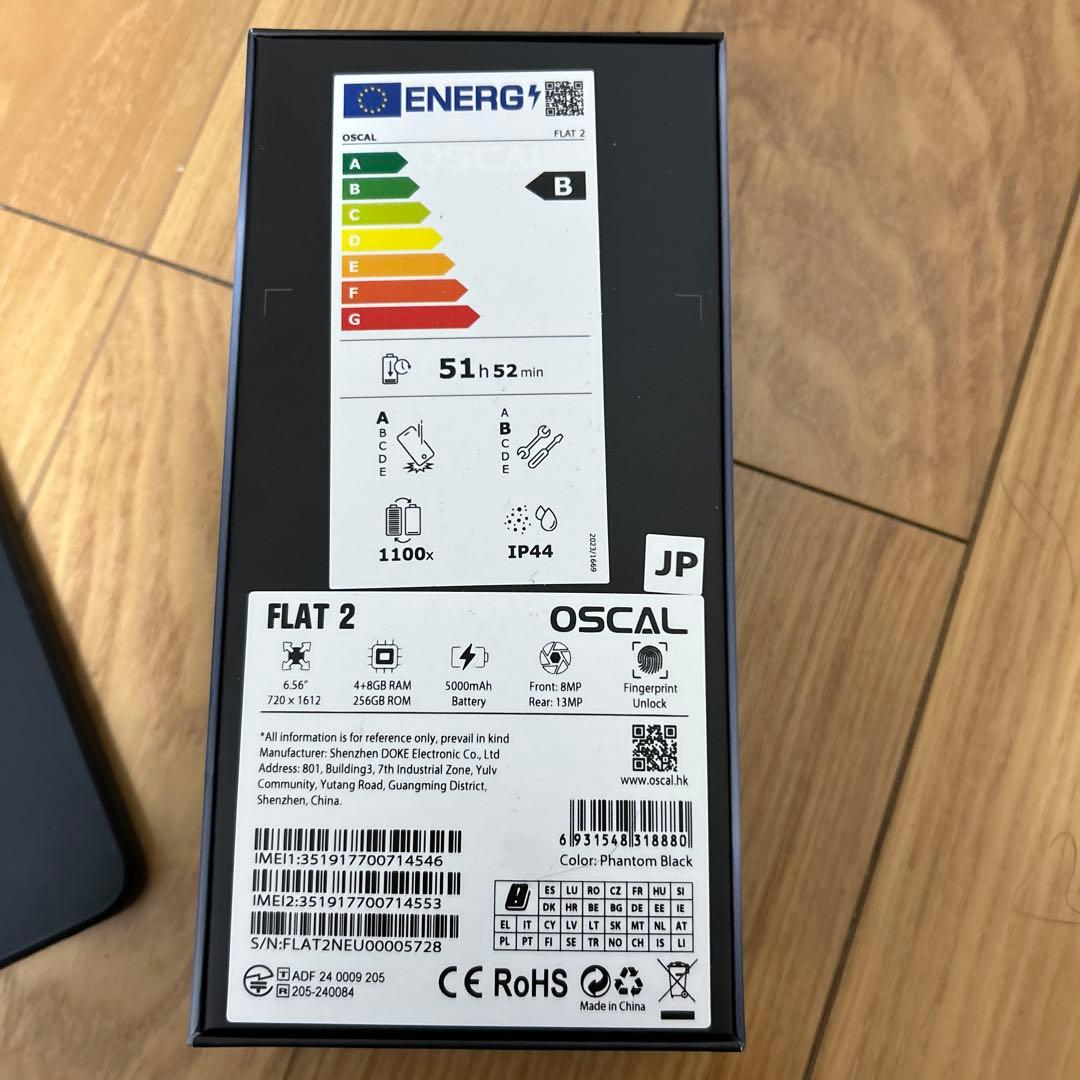 ENERG
OSCAL FLAT 2
A
B
B
C
D
E
F
G
51 h 52 min
A
B
C
D
E
A
B
C
D
E
1100x
IP44
2023/1669
JP
FLAT 2
OSCAL
6.56"
720 x 1612
4+8GB RAM
256GB ROM
5000mAh
Battery
Front: 8MP
Rear: 13MP
Fingerprint
Unlock
*All information is for reference only, prevail in kind
Manufacturer: Shenzhen DOKE Electronic Co., Ltd
Address: 801, Building3, 7th Industrial Zone, Yulv
Community, Yutang Road, Guangming District,
Shenzhen, China.
www.oscal.hk
6 931548 318880
Color: Phantom Black
IMEI1:351917700714546
IMEI2:351917700714553
S/N:FLAT2NEU00005728
ES LU RO CZ FR HU SI
DK HR BE BG DE EE IE
EL IT CY LV LT SK MT NL AT
PL PT FI SE TR NO CH IS LI
T ADF 24 0009 205
R 205-240084
CE RoHS
Made in China